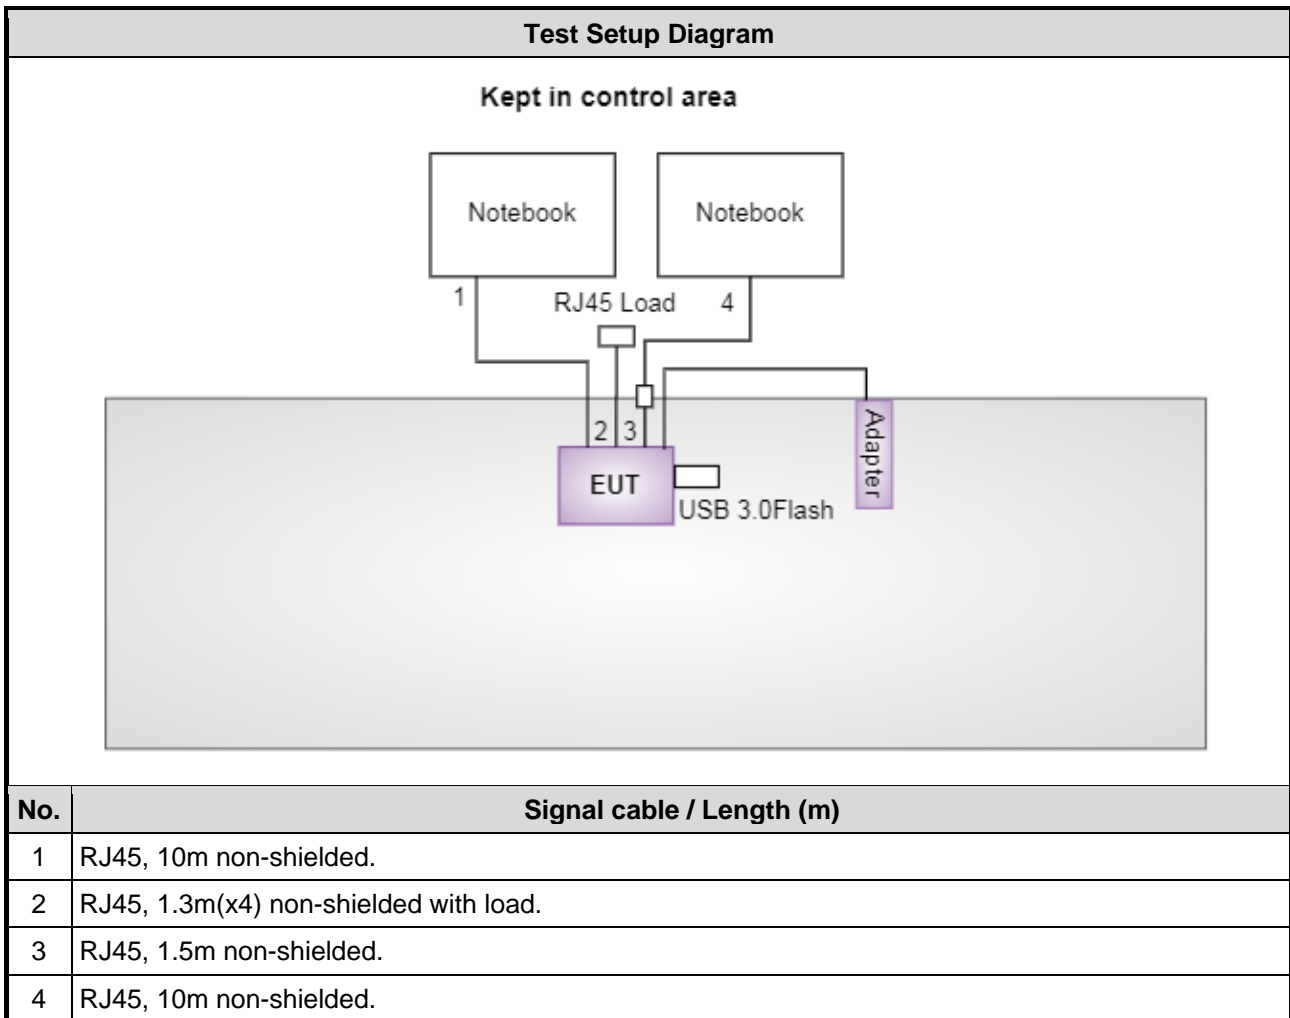 Test Setup Diagram
Kept in control area
Notebook
Notebook
1
RJ45 Load
4
2
3
EUT
Adapter
USB 3.0Flash
No.
Signal cable / Length (m)
1
RJ45, 10m non-shielded.
2
RJ45, 1.3m(x4) non-shielded with load.
3
RJ45, 1.5m non-shielded.
4
RJ45, 10m non-shielded.